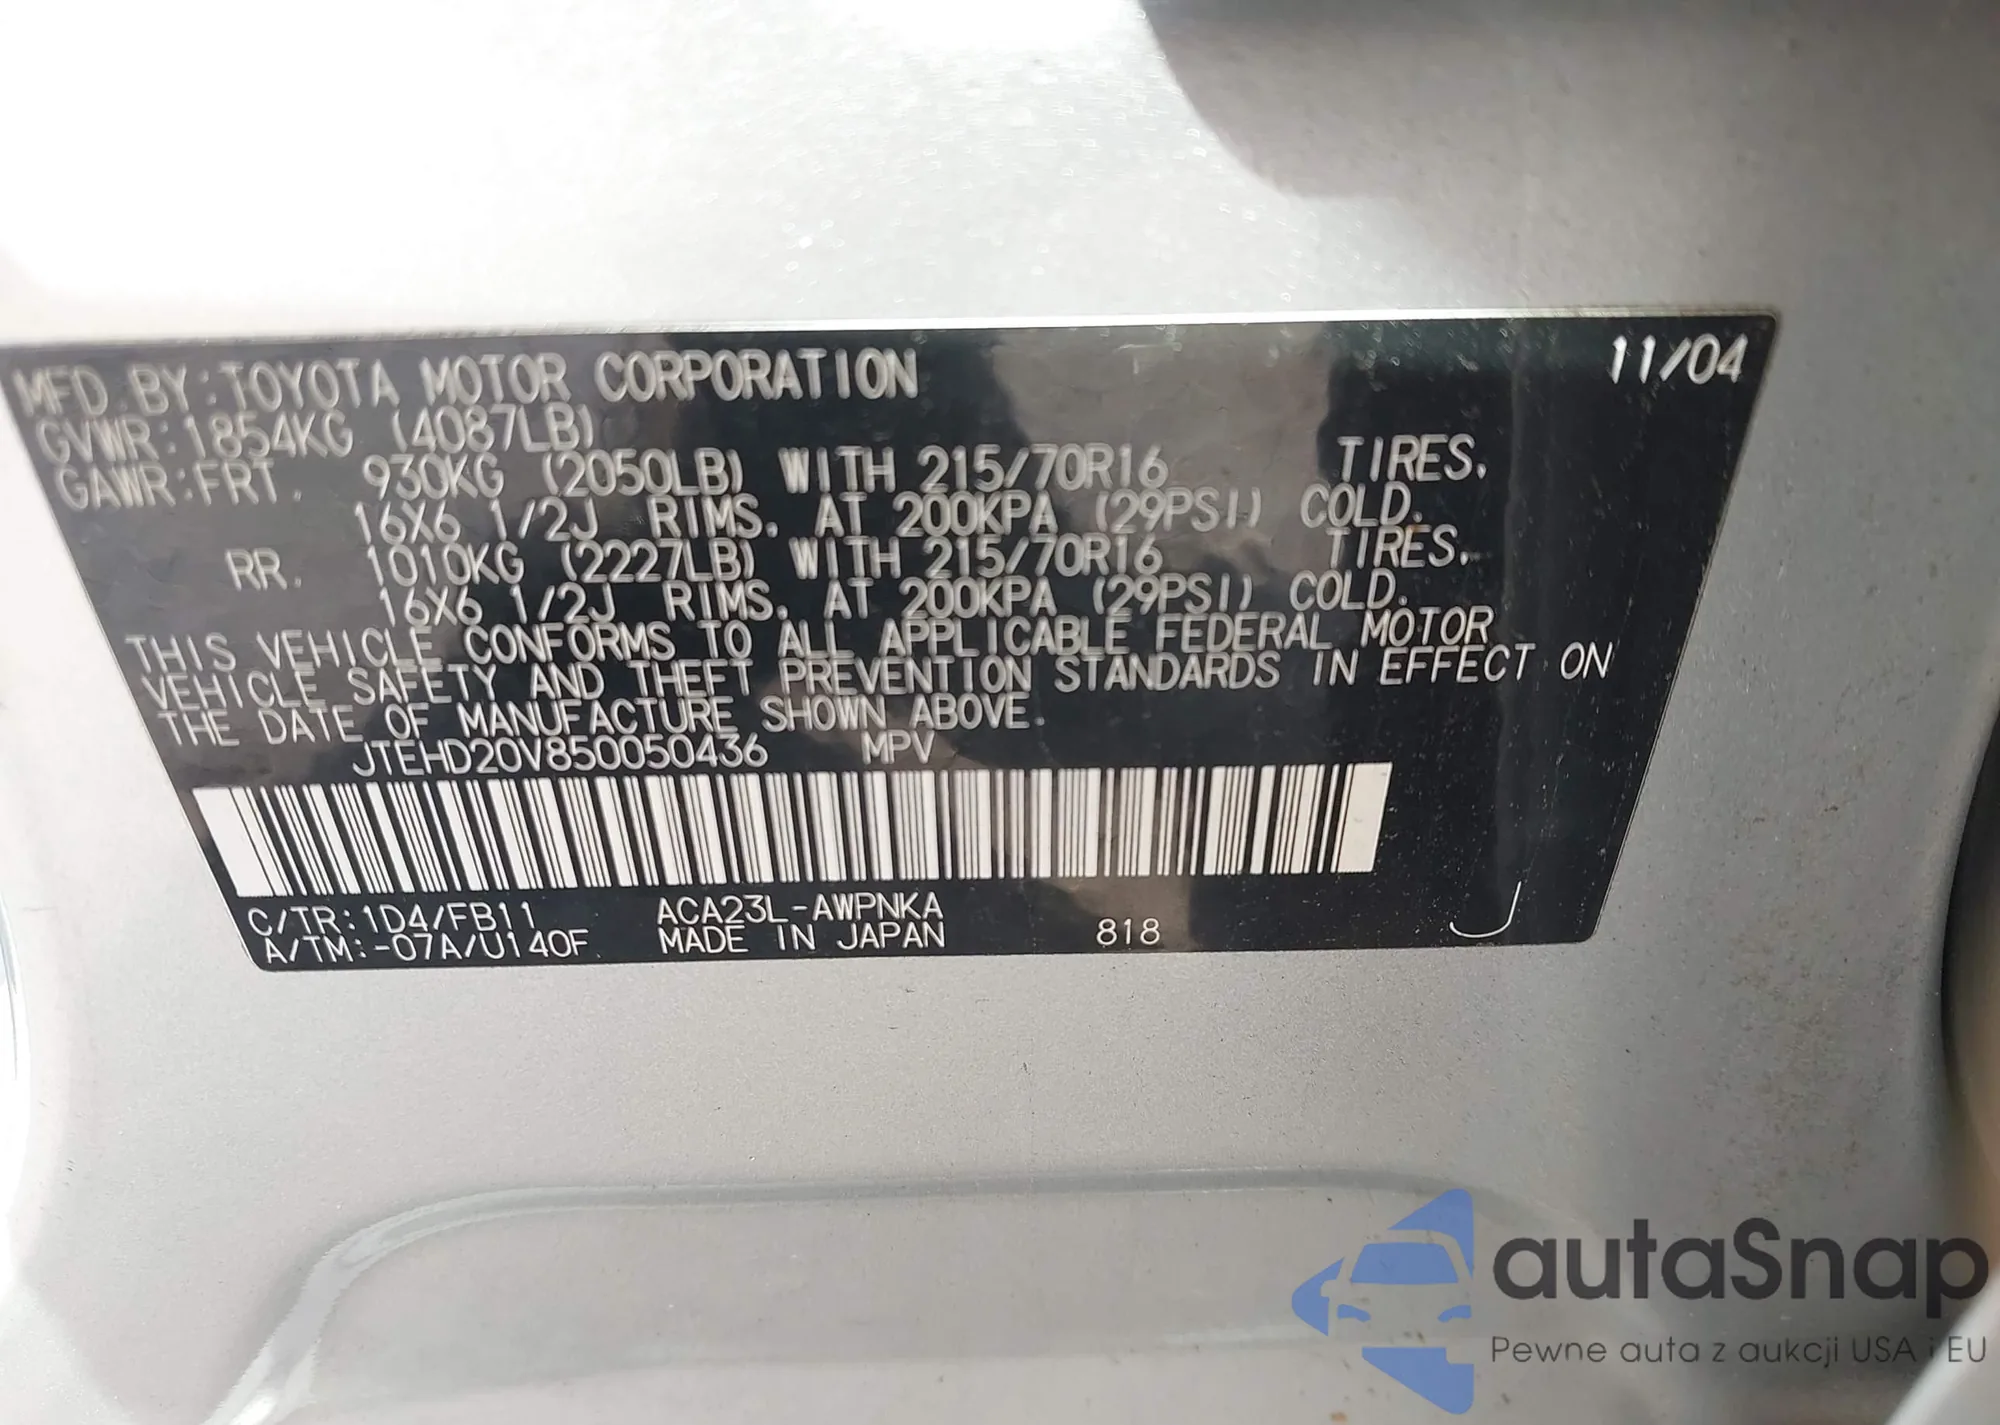 MFD. BY: TOYOTA MOTOR CORPORATION 11/04
GVWR: 1854KG (4087LB)
GAWR: FRT. 930KG (2050LB) WITH 215/70R16 TIRES,
16X6 1/2J RIMS, AT 200KPA (29PSI) COLD.
RR. 1010KG (2227LB) WITH 215/70R16 TIRES,
16X6 1/2J RIMS, AT 200KPA (29PSI) COLD.
THIS VEHICLE CONFORMS TO ALL APPLICABLE FEDERAL MOTOR
VEHICLE SAFETY AND THEFT PREVENTION STANDARDS IN EFFECT ON
THE DATE OF MANUFACTURE SHOWN ABOVE.
JTEHD20V850050436 MPV
C/TR: 1D4/FB11 ACA23L-AWPNKA
A/TM: -07A/U140F MADE IN JAPAN 818 J
autaSnap
Pewne auta z aukcji USA i EU